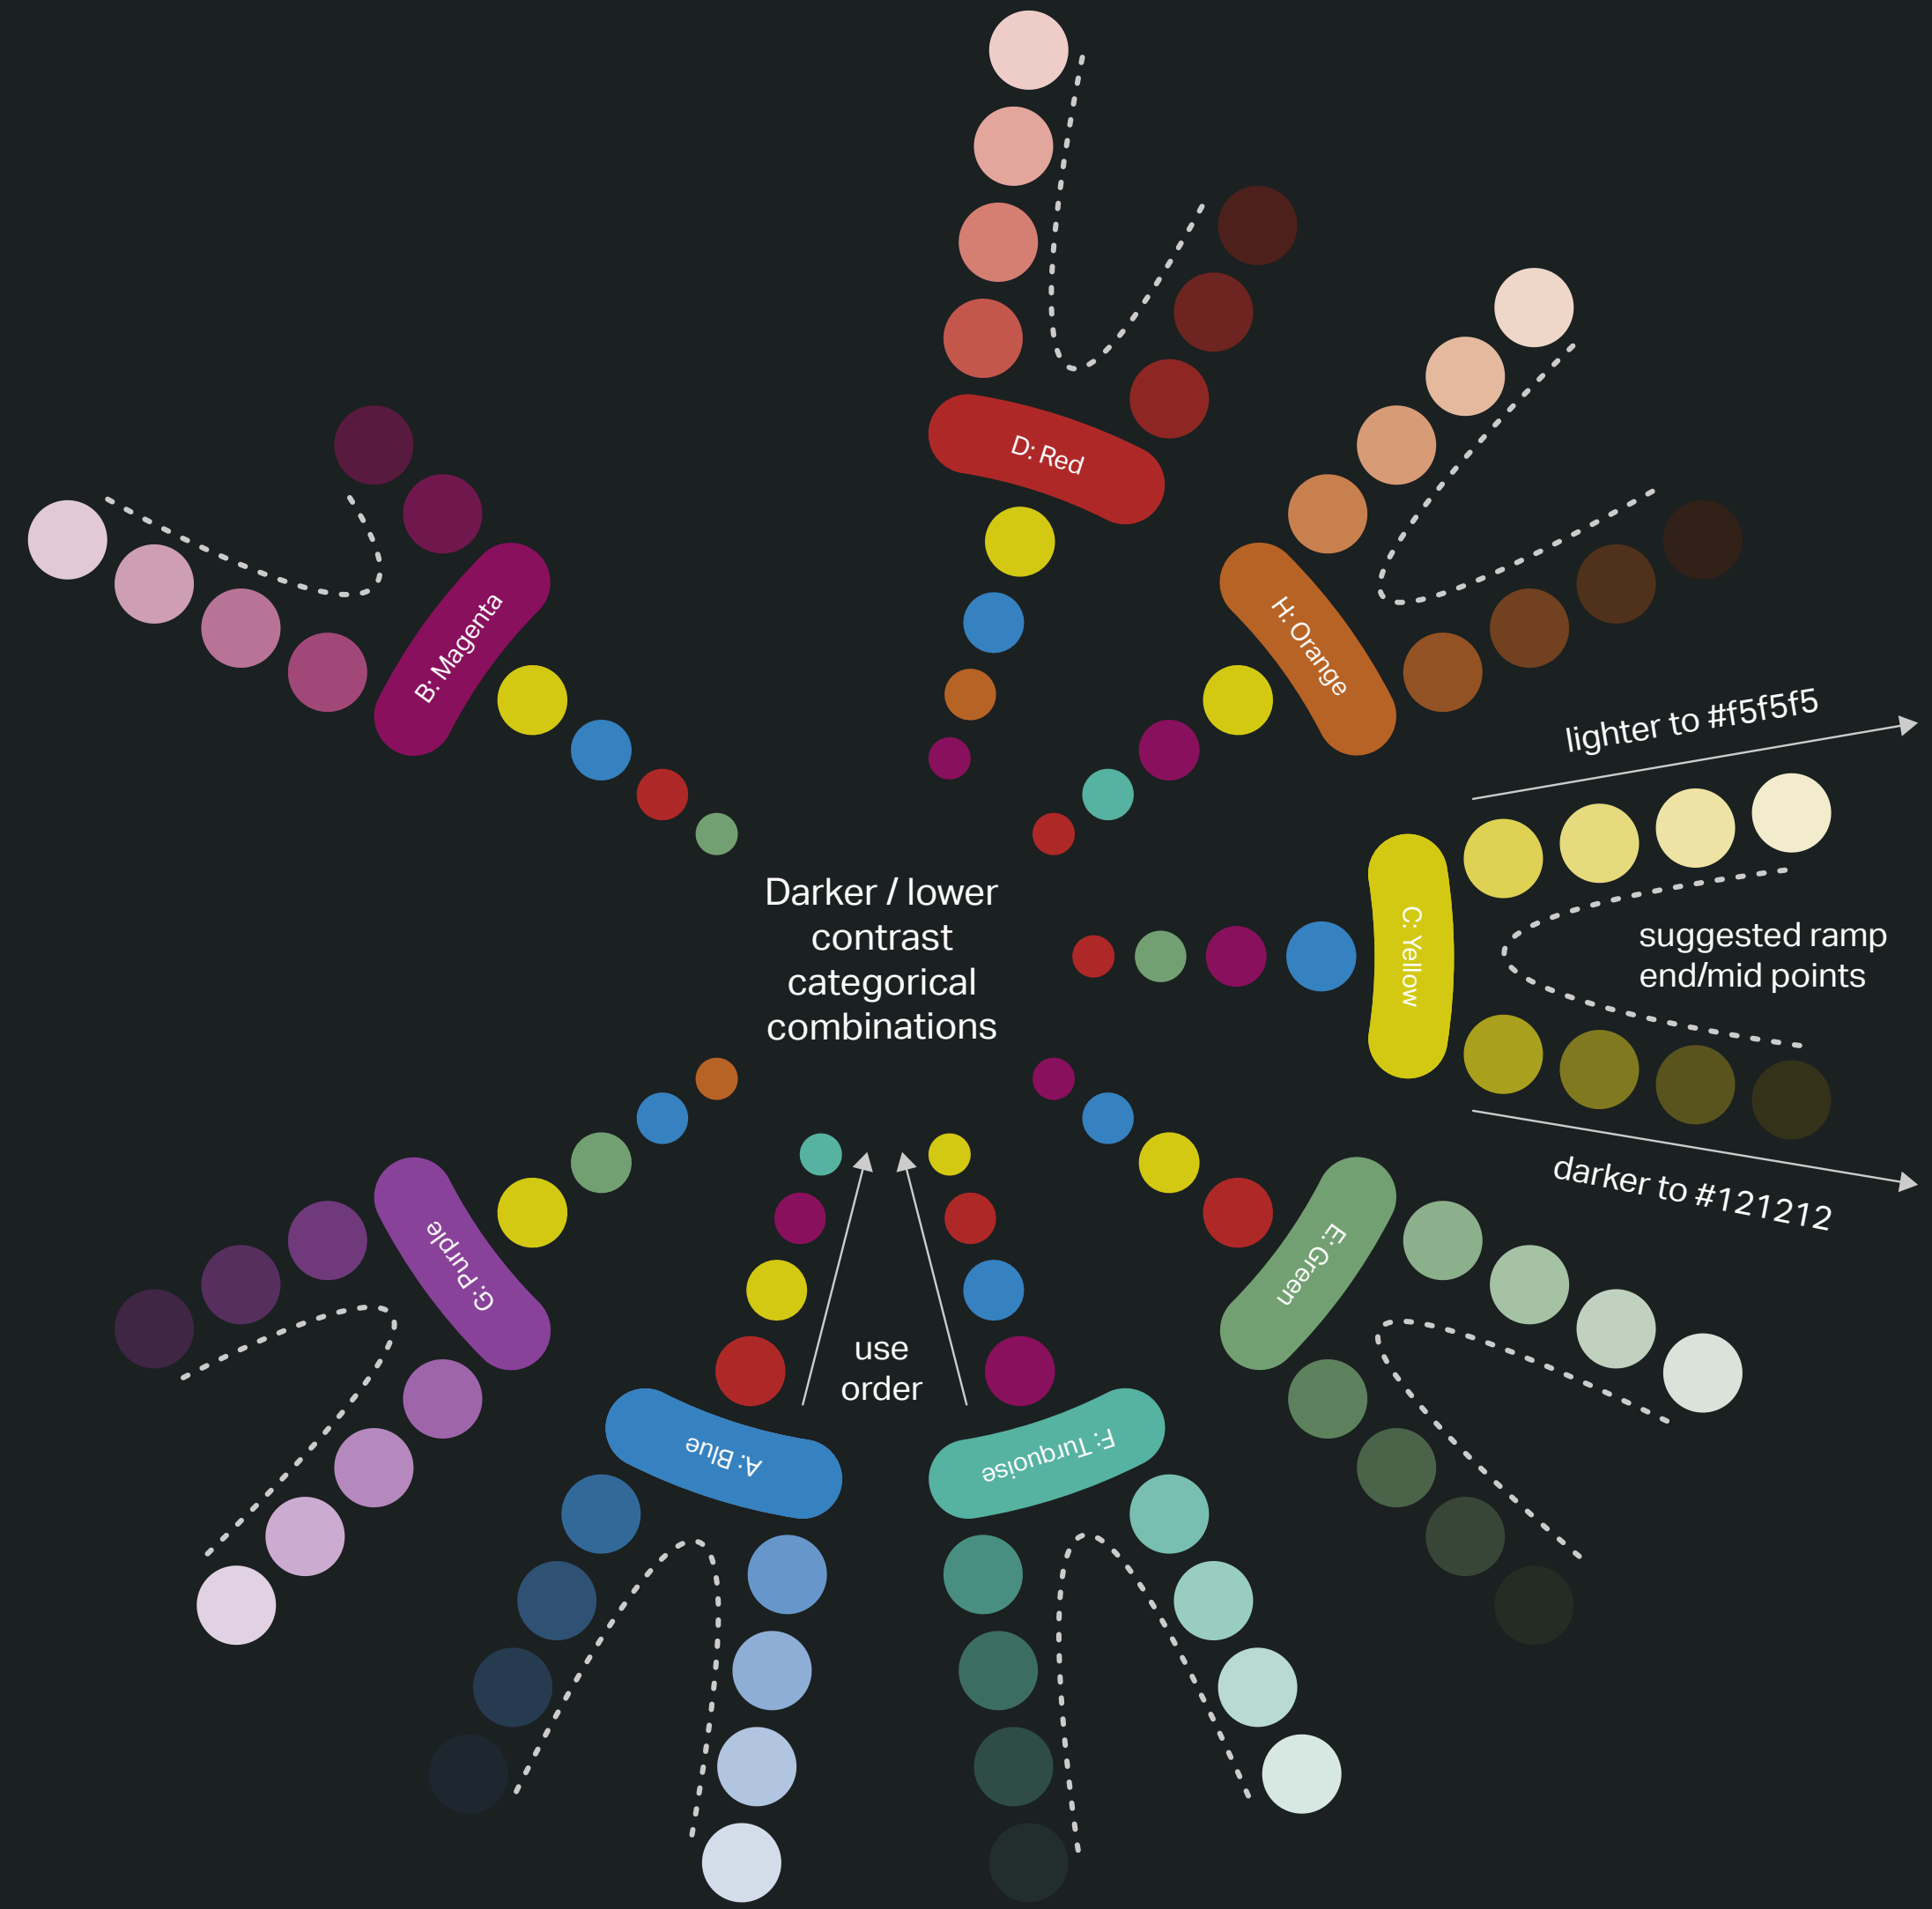 D: Red
H: Orange
B: Magenta
lighter to #f5f5f5
Darker / lower
contrast
categorical
combinations
C: Yellow
suggested ramp
end/mid points
darker to #121212
G: Purple
E: Green
use
order
A: Blue
F: Turquoise